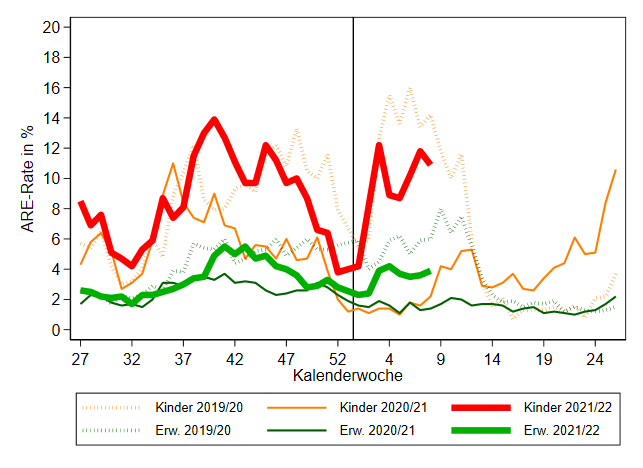 ARE-Rate in %
20
18
16
14
12
10
8
6
4
2
0
27 32 37 42 47 52 4 9 14 19 24
Kalenderwoche
Kinder 2019/20 Kinder 2020/21 Kinder 2021/22
Erw. 2019/20 Erw. 2020/21 Erw. 2021/22